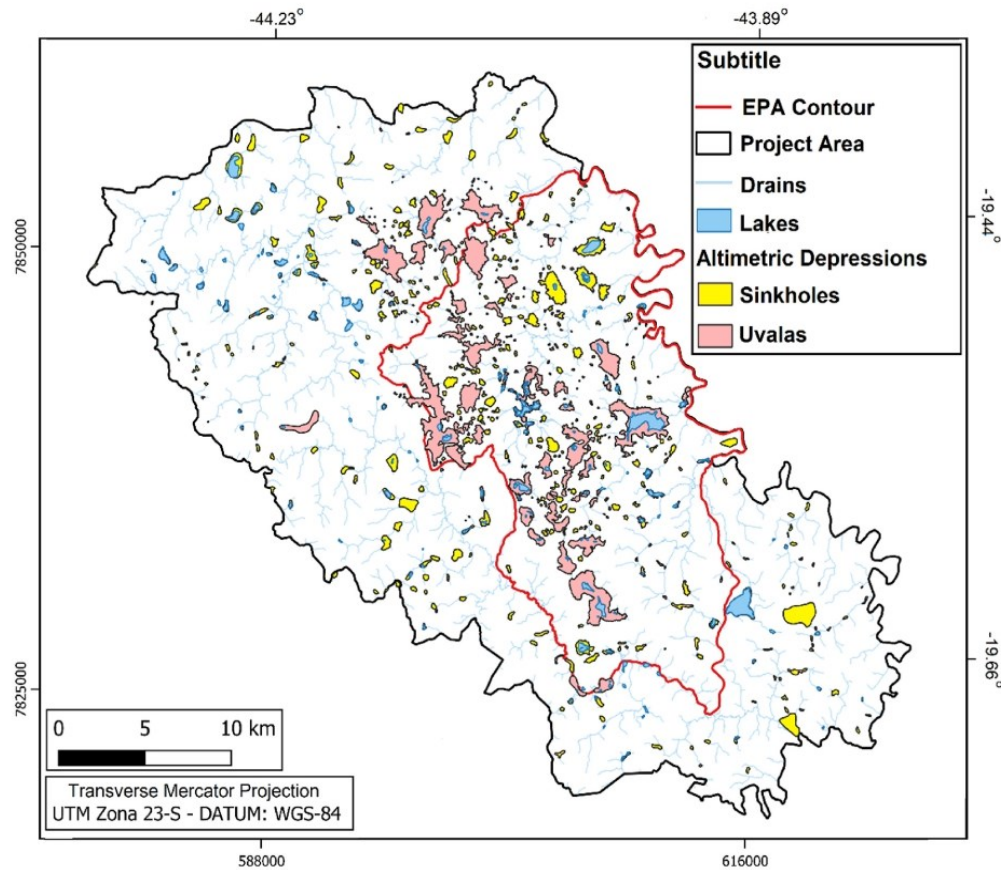 -44.23°
-43.89°
Subtitle
EPA Contour
Project Area
Drains
Lakes
Altimetric Depressions
Sinkholes
Uvalas
-19.44°
7850000
-19.66°
7825000
0 5 10 km
Transverse Mercator Projection
UTM Zona 23-S - DATUM: WGS-84
588000
616000